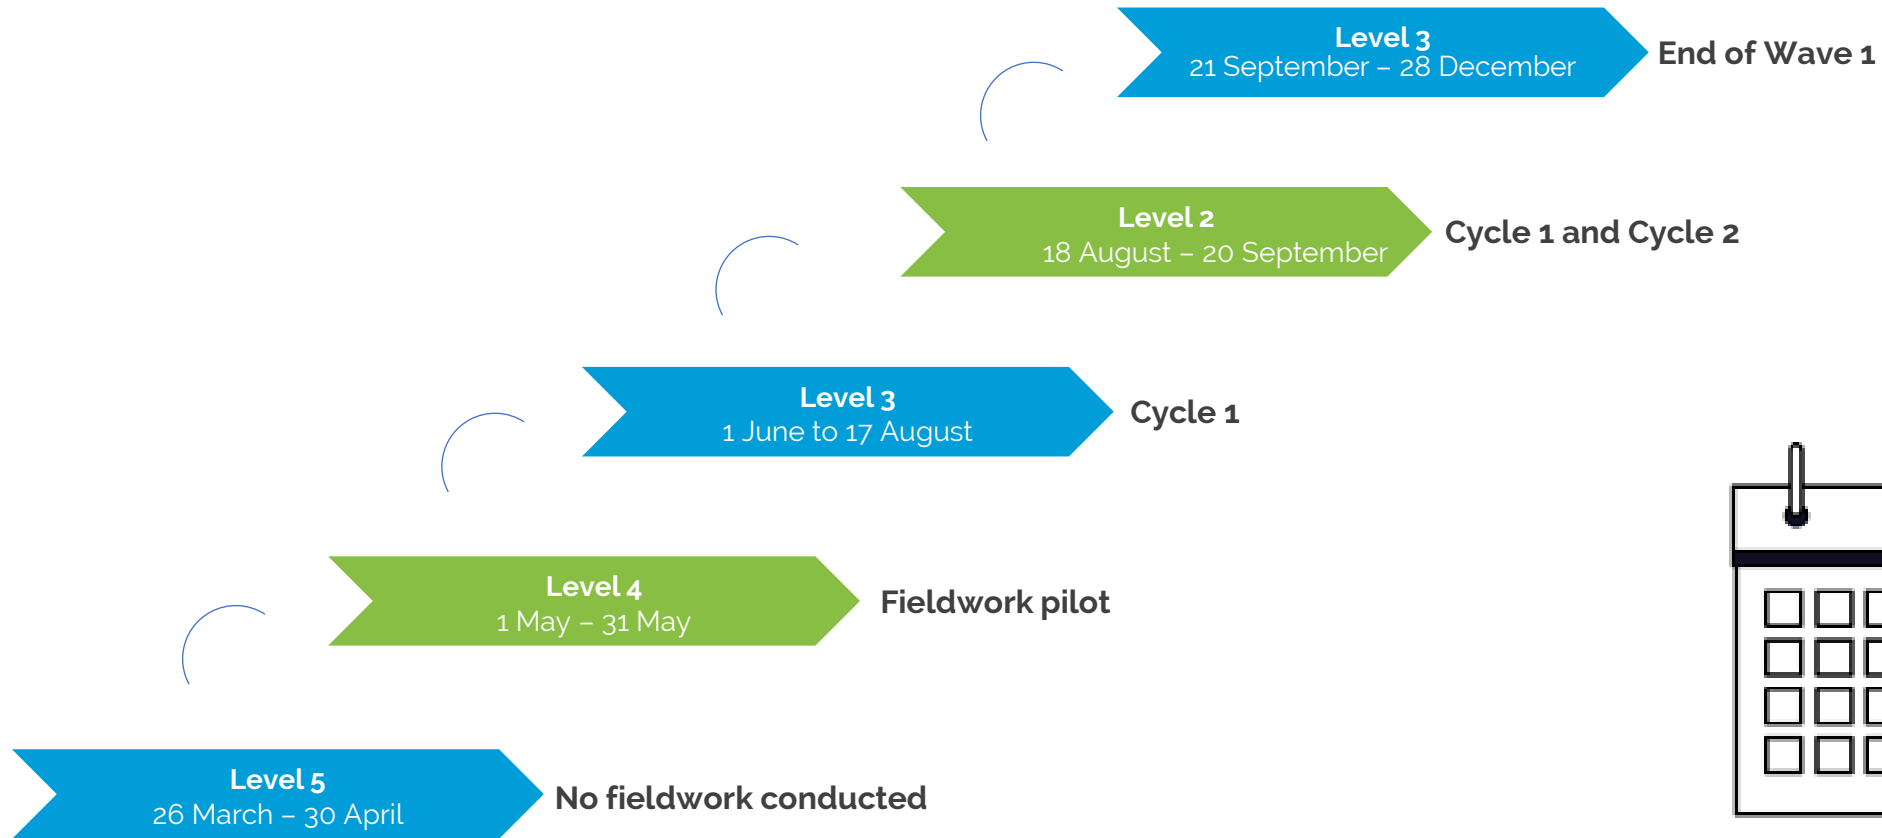 Level 3
21 September – 28 December
End of Wave 1
Level 2
18 August – 20 September
Cycle 1 and Cycle 2
Level 3
1 June to 17 August
Cycle 1
Level 4
1 May – 31 May
Fieldwork pilot
Level 5
26 March – 30 April
No fieldwork conducted